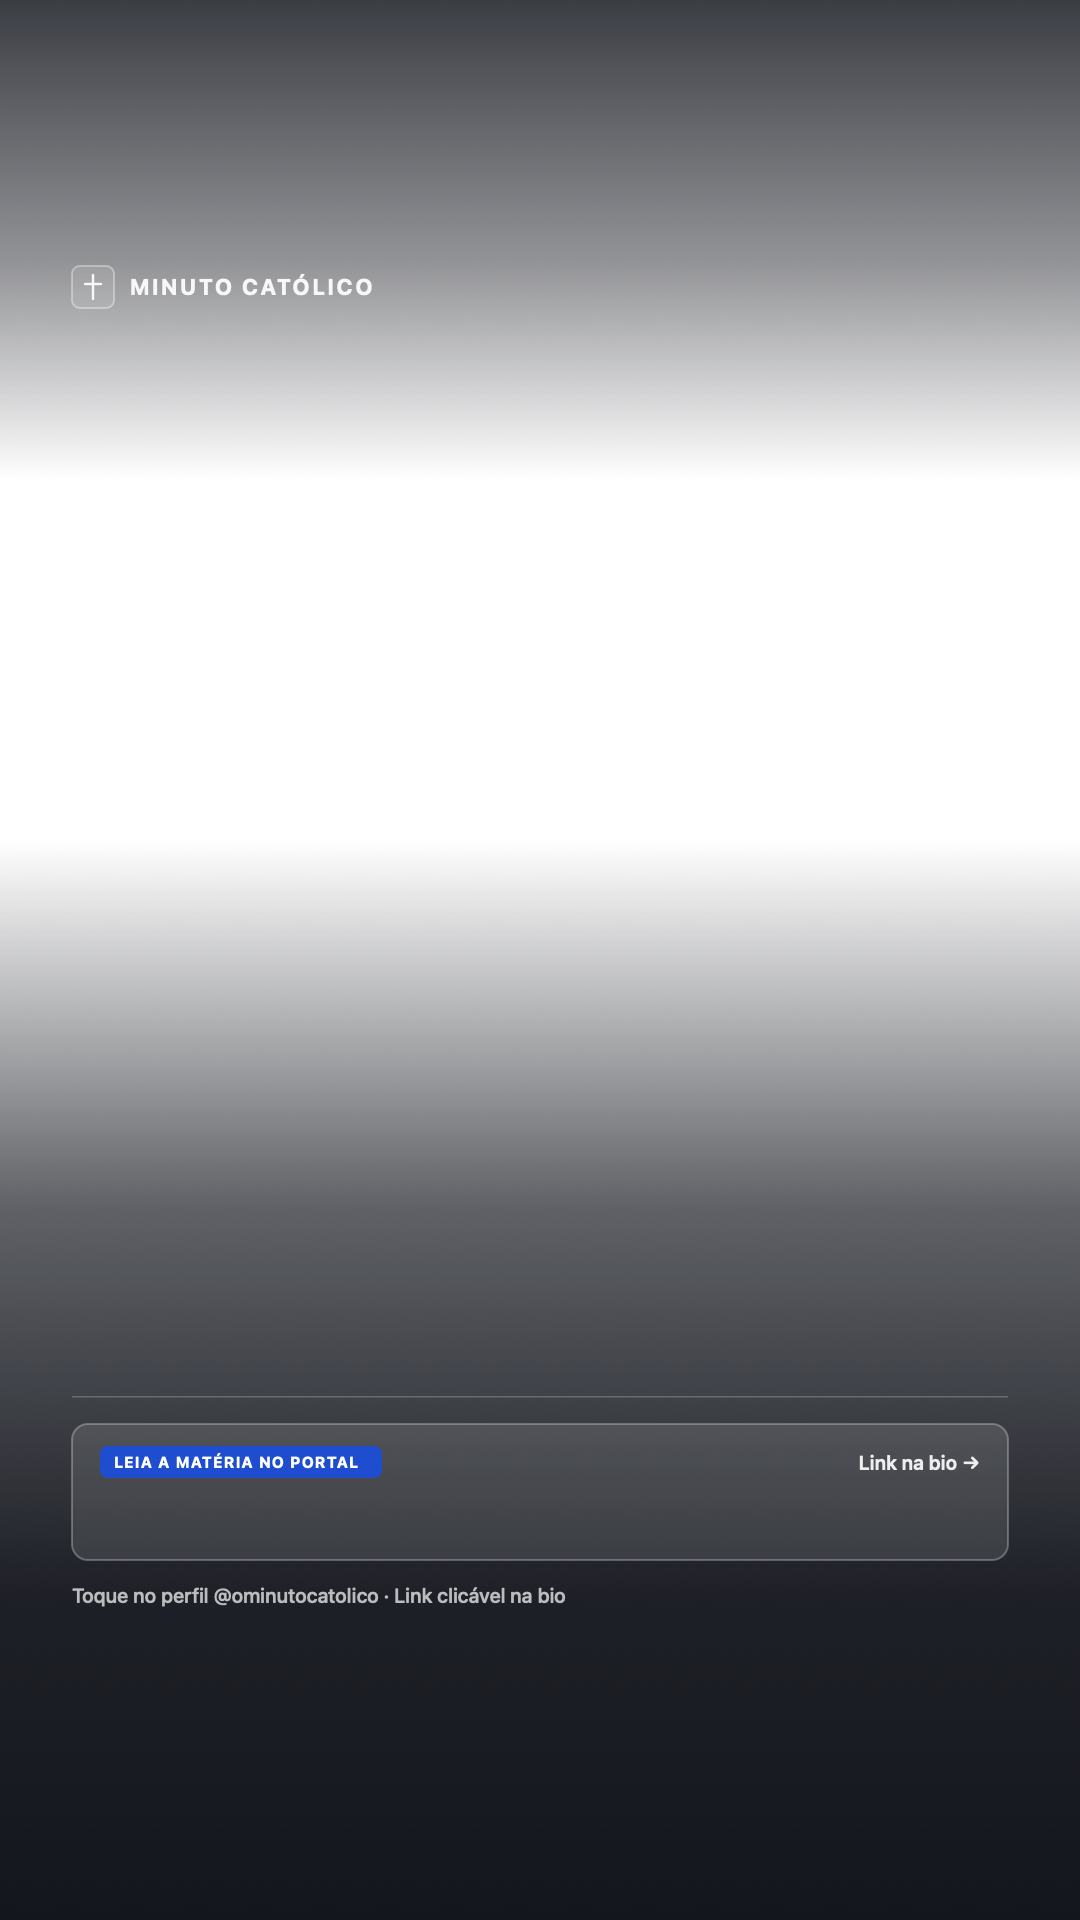 MINUTO CATÓLICO
LEIA A MATÉRIA NO PORTAL
Link na bio →
Toque no perfil @ominutocatolico · Link clicável na bio